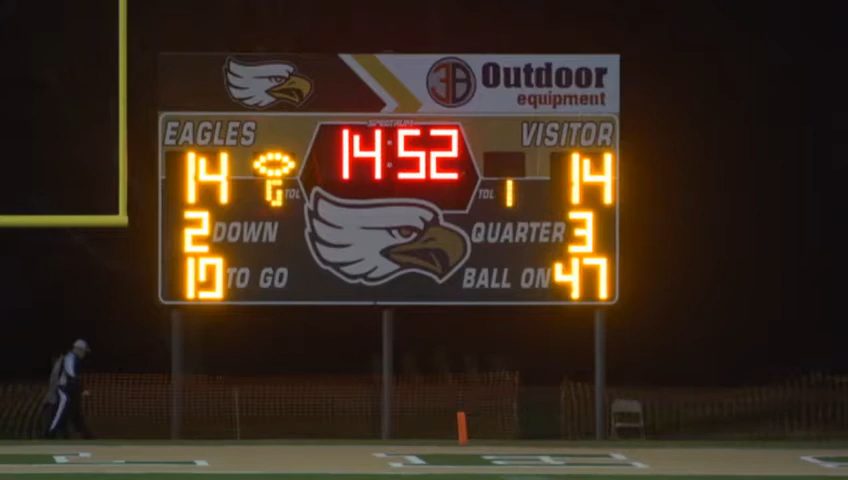 3B Outdoor
equipment
SPECTRUM
EAGLES 14:52 VISITOR
14 TOL TOL 1 14
2 DOWN QUARTER 3
TO GO BALL ON 47